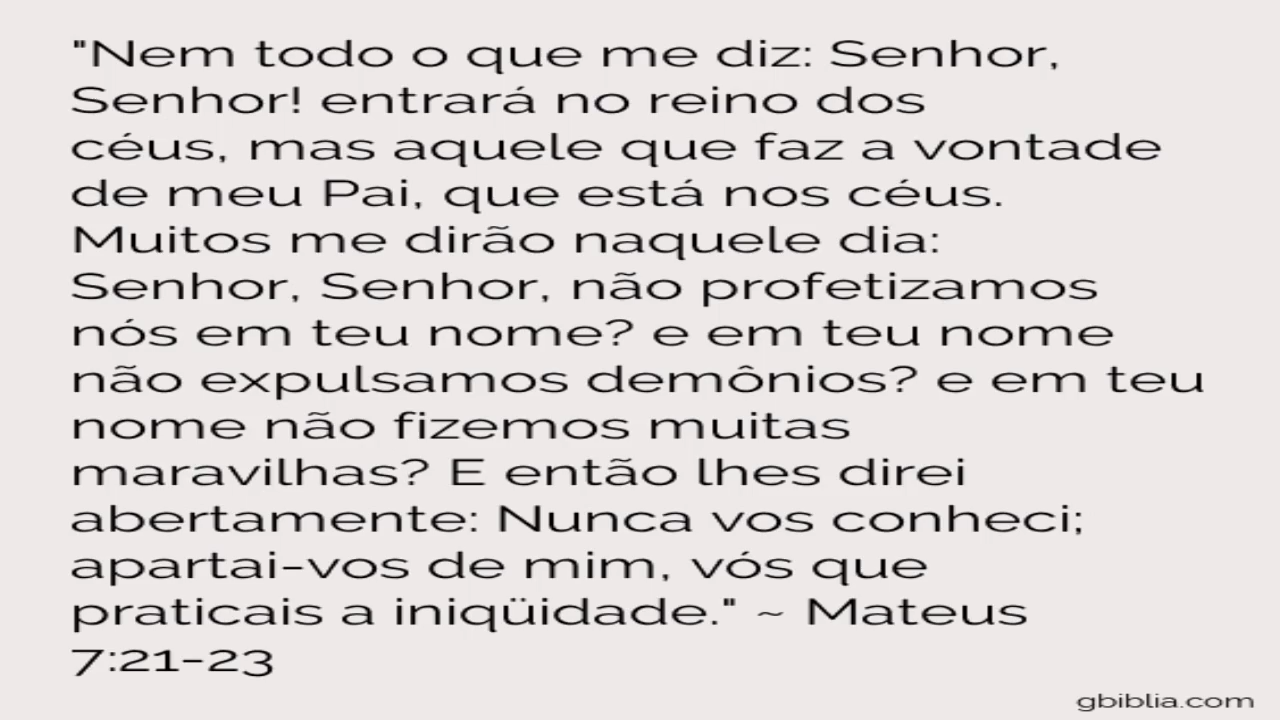 "Nem todo o que me diz: Senhor,
Senhor! entrará no reino dos
céus, mas aquele que faz a vontade
de meu Pai, que está nos céus.
Muitos me dirão naquele dia:
Senhor, Senhor, não profetizamos
nós em teu nome? e em teu nome
não expulsamos demônios? e em teu
nome não fizemos muitas
maravilhas? E então lhes direi
abertamente: Nunca vos conheci;
apartai-vos de mim, vós que
praticais a iniqüidade." ~ Mateus
7:21-23
gbiblia.com